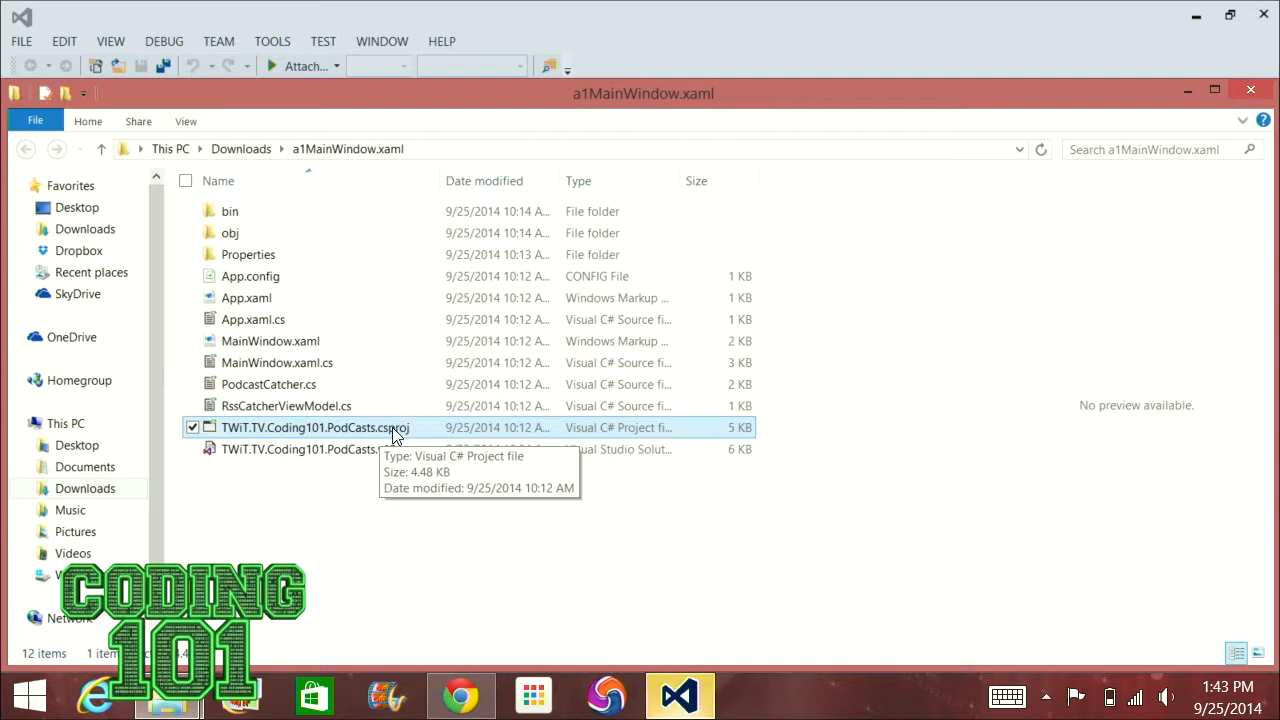 FILE EDIT VIEW DEBUG TEAM TOOLS TEST WINDOW HELP
Attach...
a1MainWindow.xaml
File Home Share View
This PC Downloads a1MainWindow.xaml
Search a1MainWindow.xaml
Name Date modified Type Size
Favorites
Desktop
Downloads
Dropbox
Recent places
SkyDrive
OneDrive
Homegroup
This PC
Desktop
Documents
Downloads
Music
Pictures
Videos
Network
bin 9/25/2014 10:14 A... File folder
obj 9/25/2014 10:14 A... File folder
Properties 9/25/2014 10:13 A... File folder
App.config 9/25/2014 10:12 A... CONFIG File 1 KB
App.xaml 9/25/2014 10:12 A... Windows Markup ... 2 KB
App.xaml.cs 9/25/2014 10:12 A... Visual C# Source fi... 1 KB
MainWindow.xaml 9/25/2014 10:12 A... Windows Markup ... 2 KB
MainWindow.xaml.cs 9/25/2014 10:12 A... Visual C# Source fi... 3 KB
PodcastCatcher.cs 9/25/2014 10:12 A... Visual C# Source fi... 2 KB
RssCatcherViewModel.cs 9/25/2014 10:12 A... Visual C# Source fi... 1 KB
TWiT.TV.Coding101.PodCasts.csproj 9/25/2014 10:12 A... Visual C# Project fi... 5 KB
TWiT.TV.Coding101.PodCasts. Studio Solut... 6 KB
Type: Visual C# Project file
Size: 4.48 KB
Date modified: 9/25/2014 10:12 AM
No preview available.
CODING
101
12 items
1:43 PM
9/25/2014